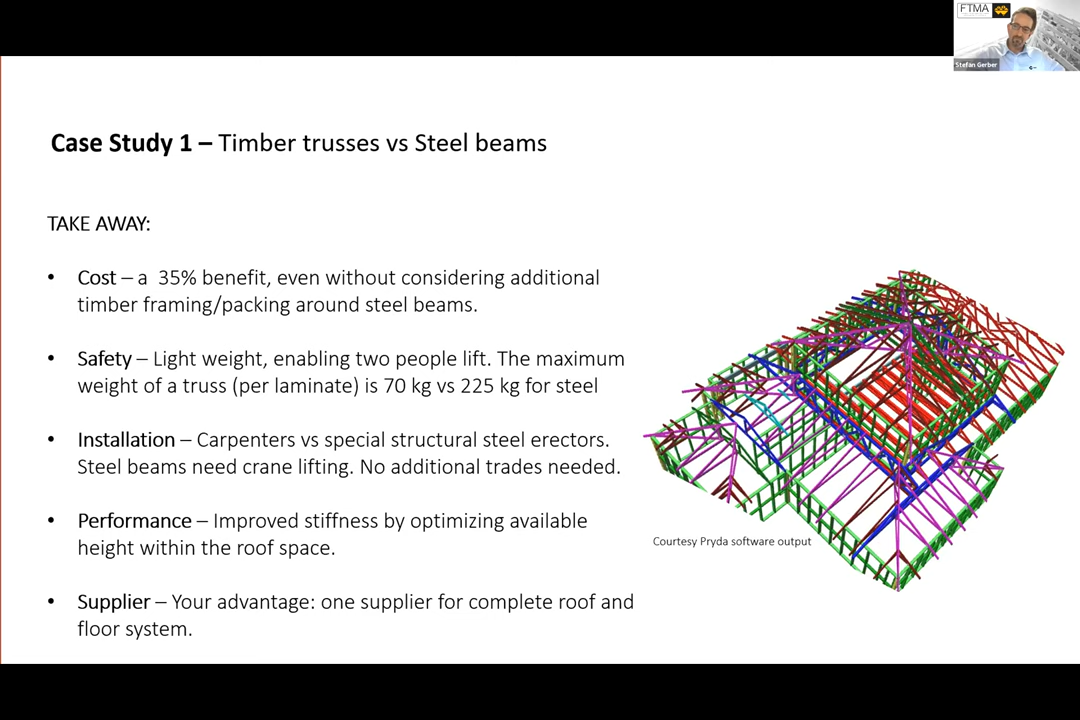 FTMA
Stefan Gerber
Case Study 1 – Timber trusses vs Steel beams
TAKE AWAY:
• Cost – a 35% benefit, even without considering additional
timber framing/packing around steel beams.
• Safety – Light weight, enabling two people lift. The maximum
weight of a truss (per laminate) is 70 kg vs 225 kg for steel
• Installation – Carpenters vs special structural steel erectors.
Steel beams need crane lifting. No additional trades needed.
• Performance – Improved stiffness by optimizing available
height within the roof space.
• Supplier – Your advantage: one supplier for complete roof and
floor system.
Courtesy Pryda software output